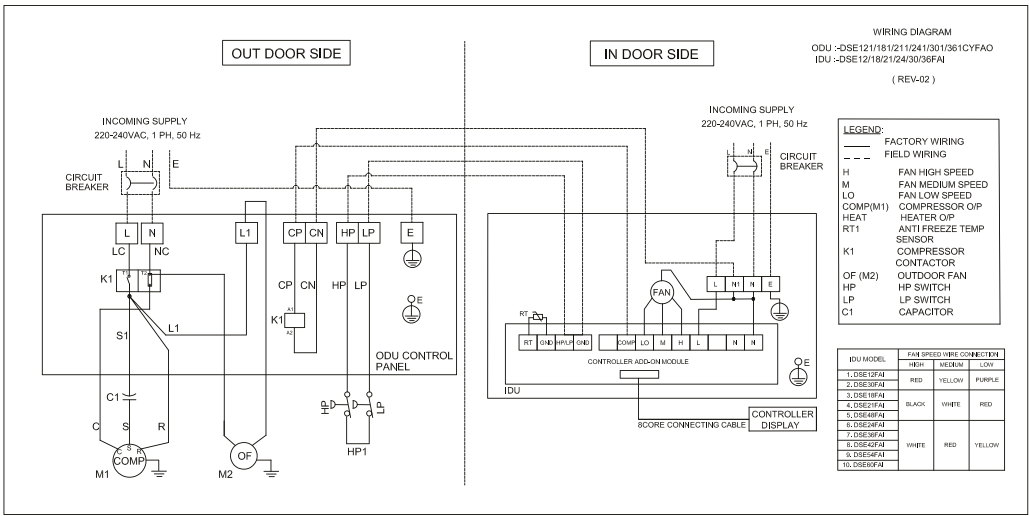 WIRING DIAGRAM
ODU :-DSE121/181/211/241/301/361CYFAO
IDU :-DSE12/18/21/24/30/36FAI
( REV-02 )
OUT DOOR SIDE
IN DOOR SIDE
INCOMING SUPPLY
220-240VAC, 1 PH, 50 Hz
L N E
CIRCUIT
BREAKER
L N L1 CP CN HP LP E
LC NC
K1 T1 T2
CP CN HP LP
E
K1 A1
A2
S1 L1
ODU CONTROL
PANEL
C1
C S R
HP LP
HP1
C S R
COMP
M1
OF
M2
INCOMING SUPPLY
220-240VAC, 1 PH, 50 Hz
L N E
CIRCUIT
BREAKER
L N1 N E
FAN
RT
RT GND HP/LP GND COMP LO M H L N N
CONTROLLER ADD-ON MODULE
E
IDU
8CORE CONNECTING CABLE
CONTROLLER
DISPLAY
LEGEND:
FACTORY WIRING
FIELD WIRING
H FAN HIGH SPEED
M FAN MEDIUM SPEED
LO FAN LOW SPEED
COMP(M1) COMPRESSOR O/P
HEAT HEATER O/P
RT1 ANTI FREEZE TEMP
SENSOR
K1 COMPRESSOR
CONTACTOR
OF (M2) OUTDOOR FAN
HP HP SWITCH
LP LP SWITCH
C1 CAPACITOR
IDU MODEL FAN SPEED WIRE CONNECTION
HIGH MEDIUM LOW
1. DSE12FAI
2. DSE30FAI
RED YELLOW PURPLE
3. DSE18FAI
4. DSE21FAI
5. DSE48FAI
BLACK WHITE RED
6. DSE24FAI
7. DSE36FAI
8. DSE42FAI
9. DSE54FAI
10. DSE60FAI
WHITE RED YELLOW